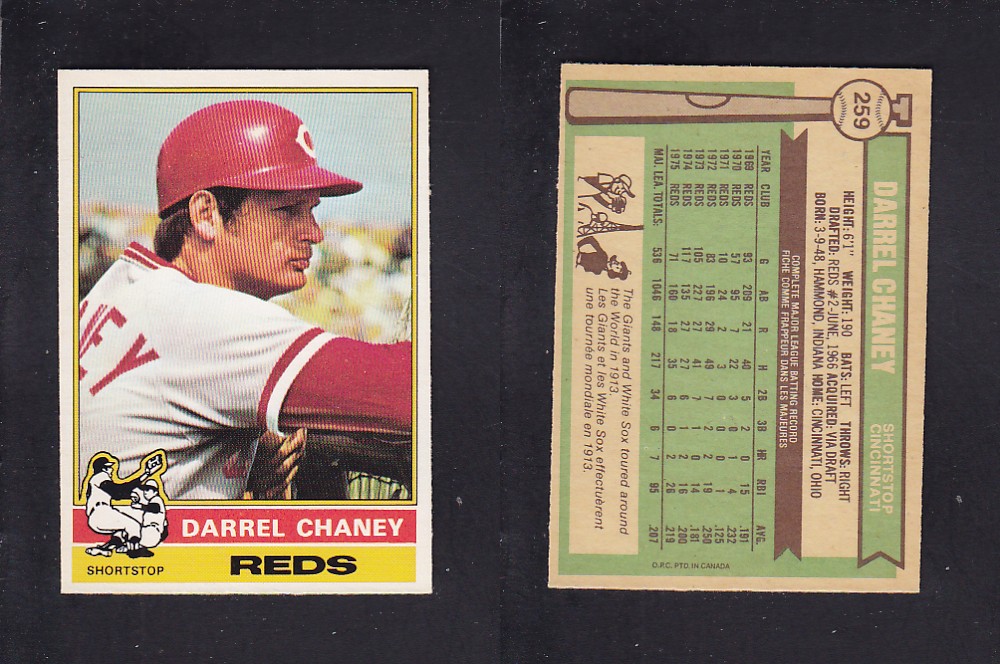 C
NEY
DARREL CHANEY
REDS
SHORTSTOP
259
DARREL CHANEY
SHORTSTOP
CINCINNATI
HEIGHT: 6'1" WEIGHT: 190 BATS: LEFT THROWS: RIGHT
DRAFTED: REDS #2-JUNE, 1966 ACQUIRED: VIA DRAFT
BORN: 3-9-48, HAMMOND, INDIANA HOME: CINCINNATI, OHIO
COMPLETE MAJOR LEAGUE BATTING RECORD
FICHE COMME FRAPPEUR DANS LES MAJEURES
YEAR CLUB G AB R H 2B 3B HR RBI AVG.
1969 REDS 93 209 21 40 5 2 0 15 .191
1970 REDS 57 95 7 22 3 0 1 4 .232
1971 REDS 10 24 2 3 0 0 0 1 .125
1972 REDS 83 196 29 49 7 2 2 19 .250
1973 REDS 105 227 27 41 7 1 0 14 .181
1974 REDS 117 135 27 27 6 1 2 16 .200
1975 REDS 71 160 18 35 6 0 2 26 .219
MAJ. LEA. TOTALS: 536 1046 148 217 34 6 7 95 .207
The Giants and White Sox toured around
the World in 1913.
Les Giants et les White Sox effectuèrent
une tournée mondiale en 1913.
O.P.C. PTD. IN CANADA